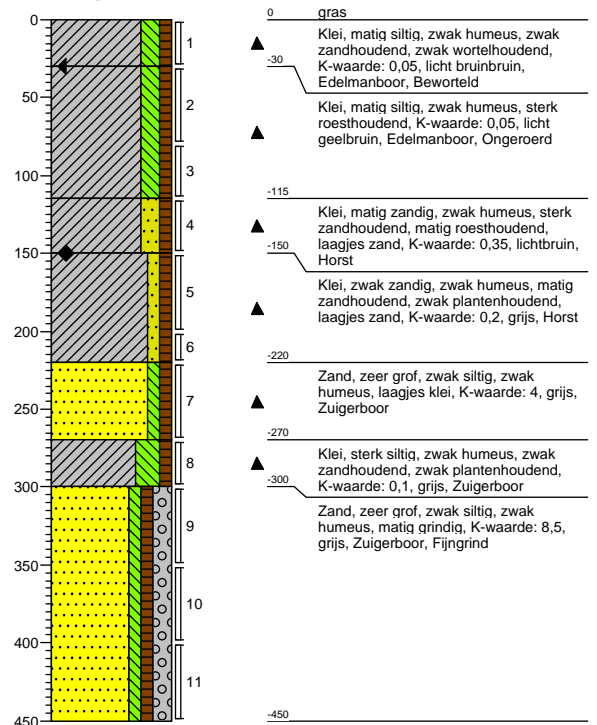 0
50
100
150
200
250
300
350
400
450
1
2
3
4
5
6
7
8
9
10
11
0
gras
Klei, matig siltig, zwak humeus, zwak
zandhoudend, zwak wortelhoudend,
K-waarde: 0,05, licht bruinbruin,
Edelmanboor, Beworteld
-30
Klei, matig siltig, zwak humeus, sterk
roesthoudend, K-waarde: 0,05, licht
geelbruin, Edelmanboor, Ongeroerd
-115
Klei, matig zandig, zwak humeus, sterk
zandhoudend, matig roesthoudend,
laagjes zand, K-waarde: 0,35, lichtbruin,
Horst
-150
Klei, zwak zandig, zwak humeus, matig
zandhoudend, zwak plantenhoudend,
laagjes zand, K-waarde: 0,2, grijs, Horst
-220
Zand, zeer grof, zwak siltig, zwak
humeus, laagjes klei, K-waarde: 4, grijs,
Zuigerboor
-270
Klei, sterk siltig, zwak humeus, zwak
zandhoudend, zwak plantenhoudend,
K-waarde: 0,1, grijs, Zuigerboor
-300
Zand, zeer grof, zwak siltig, zwak
humeus, matig grindig, K-waarde: 8,5,
grijs, Zuigerboor, Fijngrind
-450